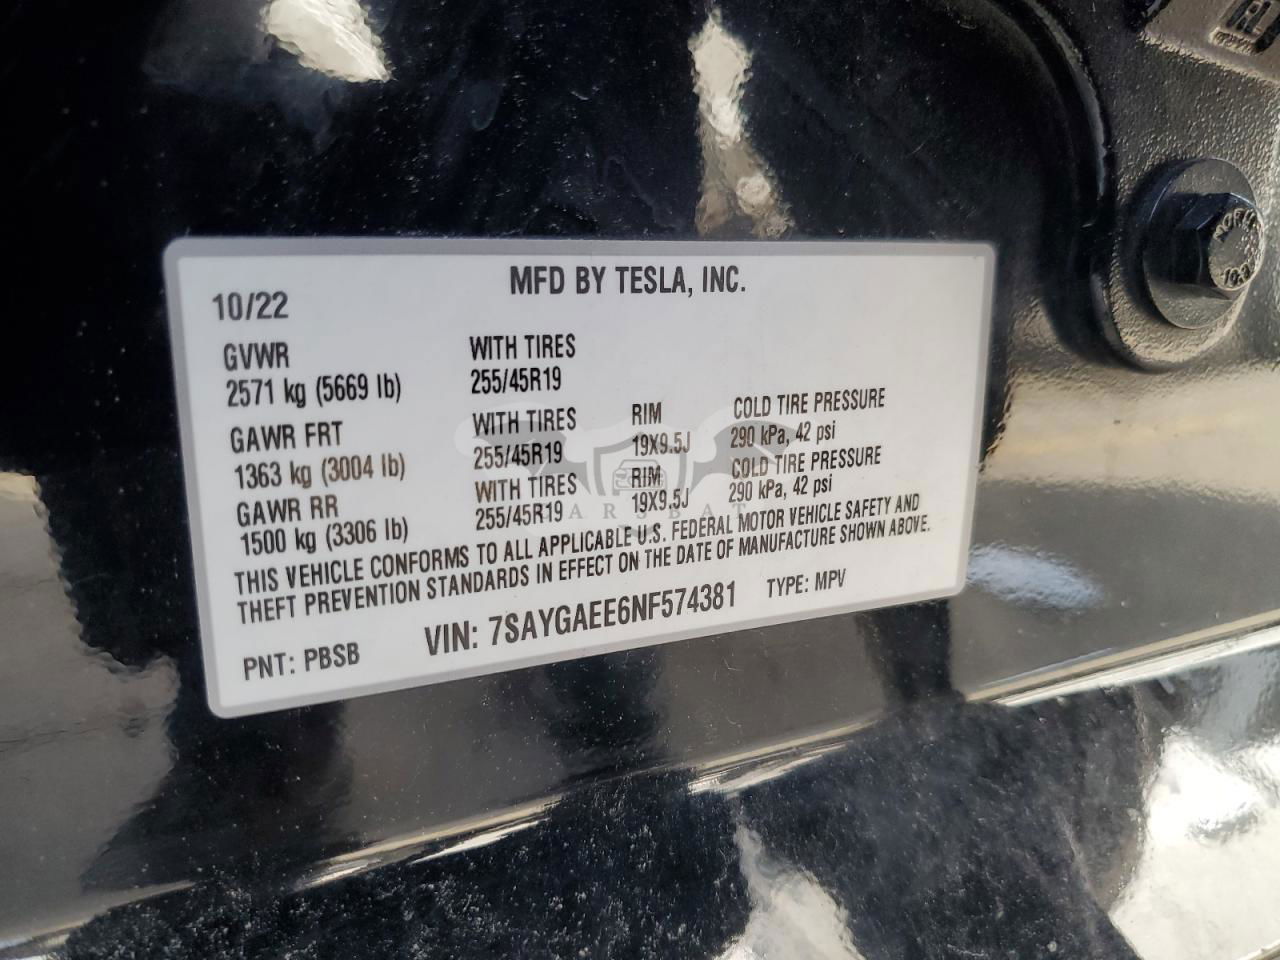 MFD BY TESLA, INC.
10/22
GVWR
2571 kg (5669 lb)
WITH TIRES
255/45R19
GAWR FRT
1363 kg (3004 lb)
WITH TIRES
255/45R19
RIM
19X9.5J
COLD TIRE PRESSURE
290 kPa, 42 psi
GAWR RR
1500 kg (3306 lb)
WITH TIRES
255/45R19
RIM
19X9.5J
COLD TIRE PRESSURE
290 kPa, 42 psi
THIS VEHICLE CONFORMS TO ALL APPLICABLE U.S. FEDERAL MOTOR VEHICLE SAFETY AND
THEFT PREVENTION STANDARDS IN EFFECT ON THE DATE OF MANUFACTURE SHOWN ABOVE.
PNT: PBSB
VIN: 7SAYGAEE6NF574381
TYPE: MPV